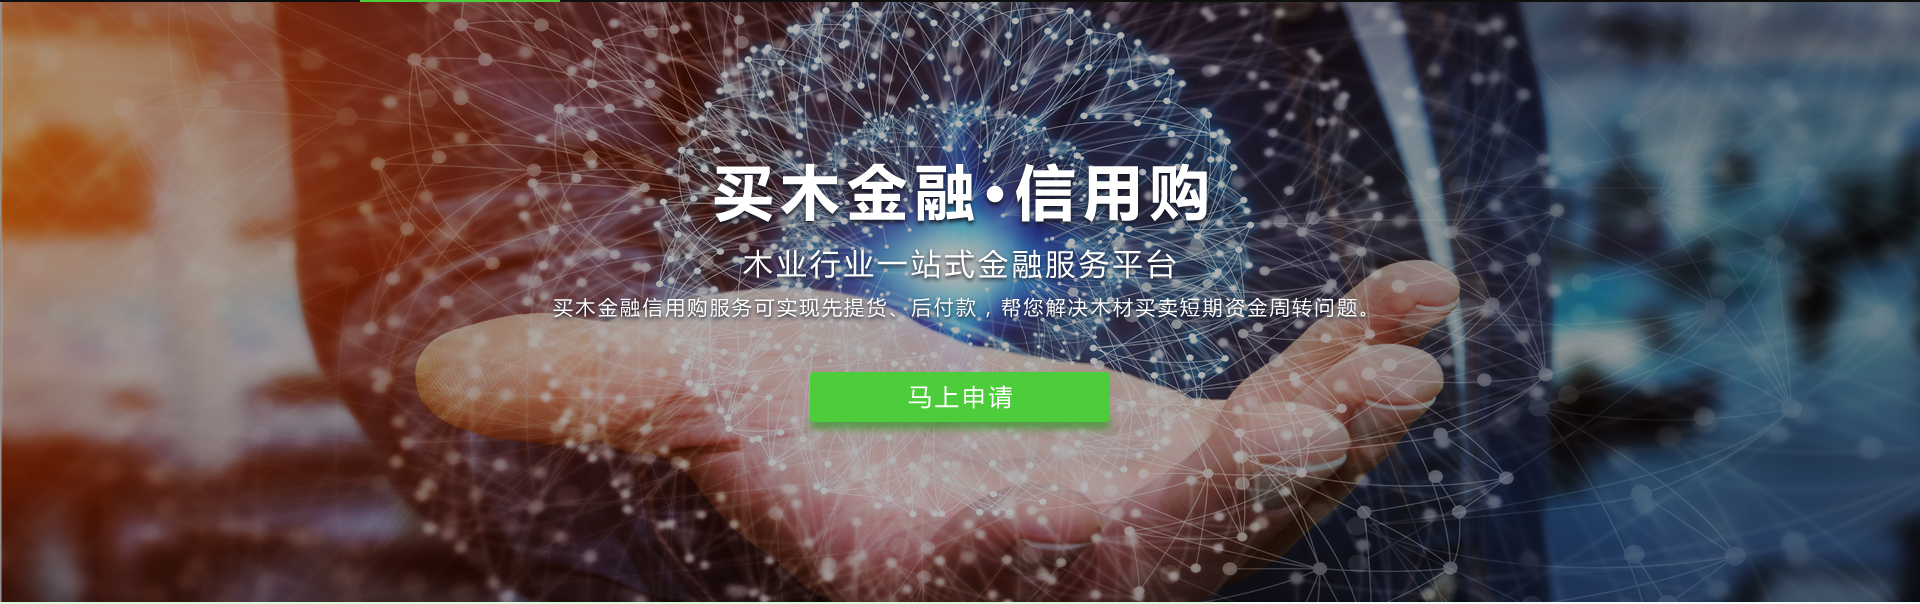 买木金融·信用购
木业行业一站式金融服务平台
买木金融信用购服务可实现先提货、后付款，帮您解决木材买卖短期资金周转问题。
马上申请